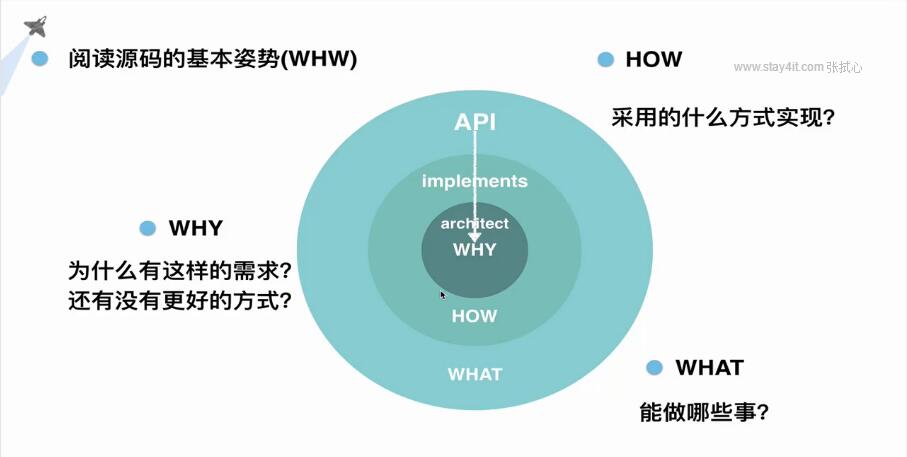 阅读源码的基本姿势(WHW)
HOW
www.stay4it.com 张拭心
采用的什么方式实现?
API
implements
architect
WHY
HOW
WHAT
WHY
为什么有这样的需求?
还有没有更好的方式?
WHAT
能做哪些事?